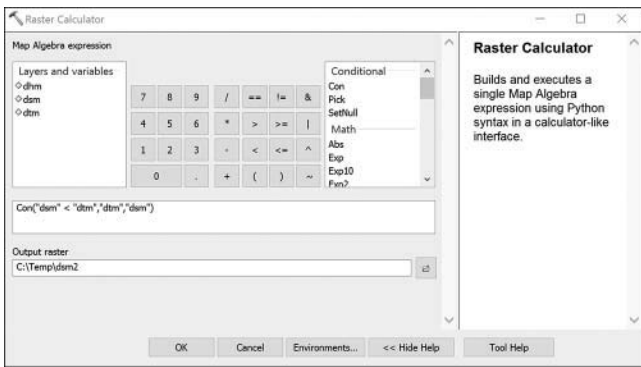 Raster Calculator
Map Algebra expression
Layers and variables
dhm
dsm
dtm
7 8 9 / == != &
4 5 6 * > >= |
1 2 3 - < <= ^
0 . + ( ) ~
Conditional
Con
Pick
SetNull
Math
Abs
Exp
Exp10
Exp2
Con("dsm" < "dtm","dtm","dsm")
Output raster
C:\Temp\dsm2
OK Cancel Environments... << Hide Help Tool Help
Raster Calculator
Builds and executes a
single Map Algebra
expression using Python
syntax in a calculator-like
interface.